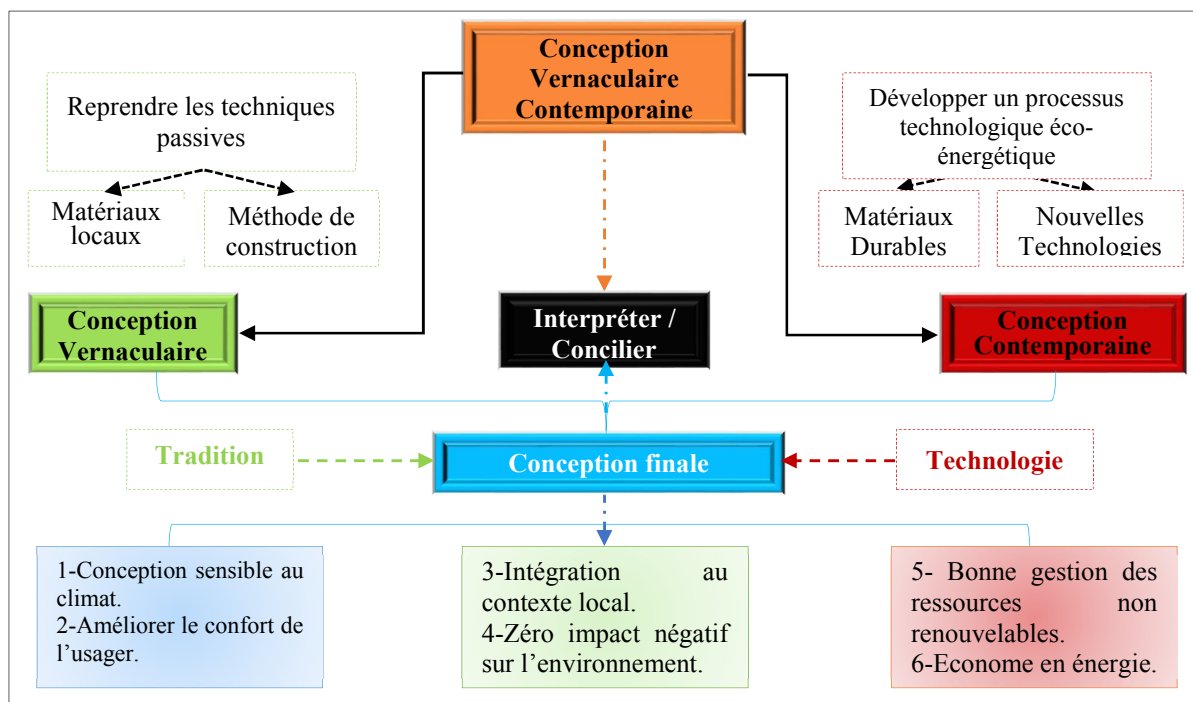 Conception
Vernaculaire
Contemporaine
Reprendre les techniques
passives
Matériaux
locaux
Méthode de
construction
Développer un processus
technologique éco-
énergétique
Matériaux
Durables
Nouvelles
Technologies
Conception
Vernaculaire
Interpréter /
Concilier
Conception
Contemporaine
Tradition
Conception finale
Technologie
1-Conception sensible au
climat.
2-Améliorer le confort de
l’usager.
3-Intégration au
contexte local.
4-Zéro impact négatif
sur l’environnement.
5- Bonne gestion des
ressources non
renouvelables.
6-Econome en énergie.